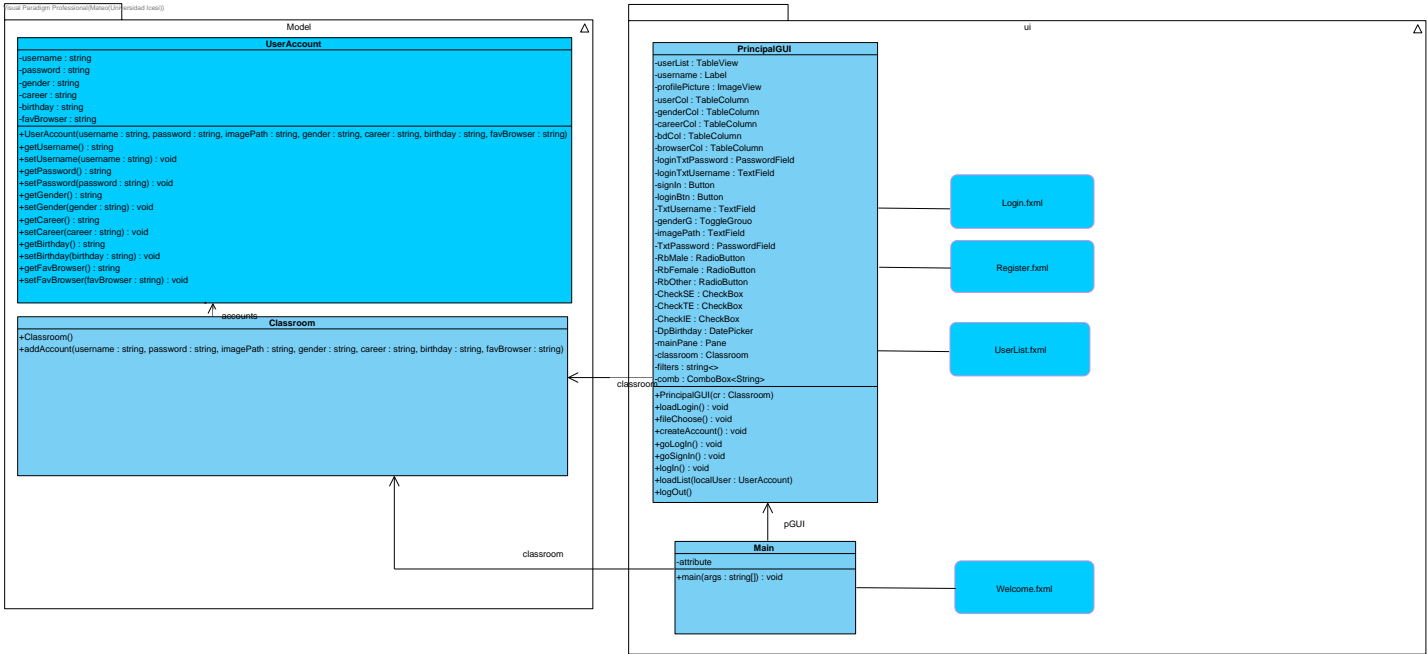 Visual Paradigm Professional(Mateo(Universidad Icesi))
Model
UserAccount
-username : string
-password : string
-gender : string
-career : string
-birthday : string
-favBrowser : string
+UserAccount(username : string, password : string, imagePath : string, gender : string, career : string, birthday : string, favBrowser : string)
+getUsername() : string
+setUsername(username : string) : void
+getPassword() : string
+setPassword(password : string) : void
+getGender() : string
+setGender(gender : string) : void
+getCareer() : string
+setCareer(career : string) : void
+getBirthday() : string
+setBirthday(birthday : string) : void
+getFavBrowser() : string
+setFavBrowser(favBrowser : string) : void
accounts
Classroom
+Classroom()
+addAccount(username : string, password : string, imagePath : string, gender : string, career : string, birthday : string, favBrowser : string)
classroom
classroom
ui
PrincipalGUI
-userList : TableView
-username : Label
-profilePicture : ImageView
-userCol : TableColumn
-genderCol : TableColumn
-careerCol : TableColumn
-bdCol : TableColumn
-browserCol : TableColumn
-loginTxtPassword : PasswordField
-loginTxtUsername : TextField
-signIn : Button
-loginBtn : Button
-TxtUsername : TextField
-genderG : ToggleGrouo
-imagePath : TextField
-TxtPassword : PasswordField
-RbMale : RadioButton
-RbFemale : RadioButton
-RbOther : RadioButton
-CheckSE : CheckBox
-CheckTE : CheckBox
-CheckIE : CheckBox
-DpBirthday : DatePicker
-mainPane : Pane
-classroom : Classroom
-filters : string<>
-comb : ComboBox<String>
+PrincipalGUI(cr : Classroom)
+loadLogin() : void
+fileChoose() : void
+createAccount() : void
+goLogIn() : void
+goSignIn() : void
+logIn() : void
+loadList(localUser : UserAccount)
+logOut()
pGUI
Main
-attribute
+main(args : string[]) : void
Login.fxml
Register.fxml
UserList.fxml
Welcome.fxml